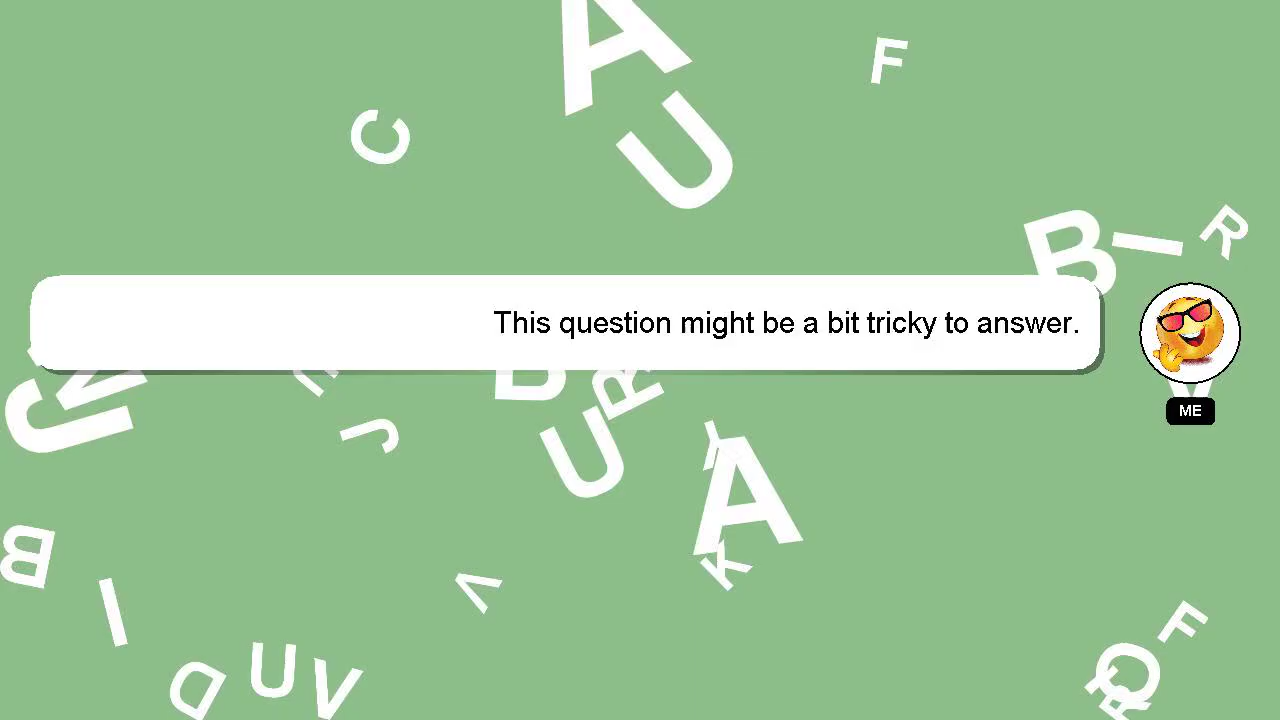 A
F
C
U
B
I
R
This question might be a bit tricky to answer.
ME
J
R
U
J
A
K
B
I
V
F
D
U
V
Q